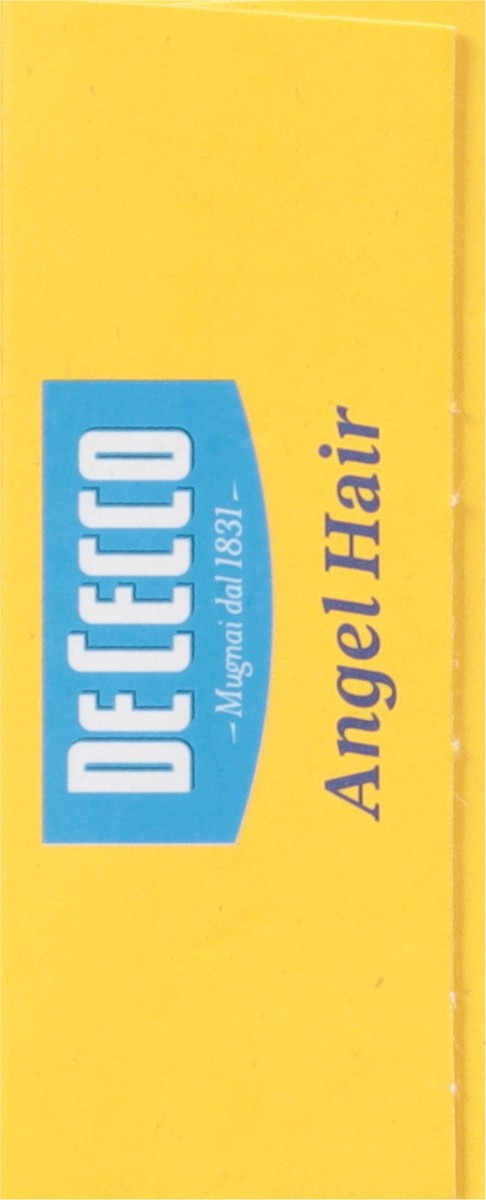 DE CECCO
– Mugnai dal 1831 –
Angel Hair